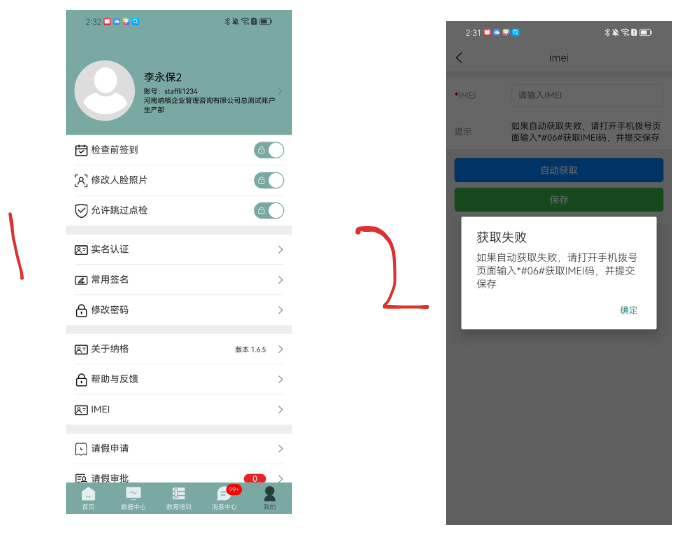 1
2:32
李永保2
账号: staffli1234
河南纳格企业管理咨询有限公司总测试账户
生产部
检查前签到
修改人脸照片
允许跳过点检
实名认证
常用签名
修改密码
关于纳格 版本 1.6.5
帮助与反馈
IMEI
请假申请
请假审批 0
99+
首页 数据中心 教育培训 消息中心 我的
2
2:31
imei
*IMEI 请输入IMEI
提示 如果自动获取失败，请打开手机拨号页
面输入*#06#获取IMEI码，并提交保存
自动获取
保存
获取失败
如果自动获取失败，请打开手机拨号
页面输入*#06#获取IMEI码，并提交
保存
确定